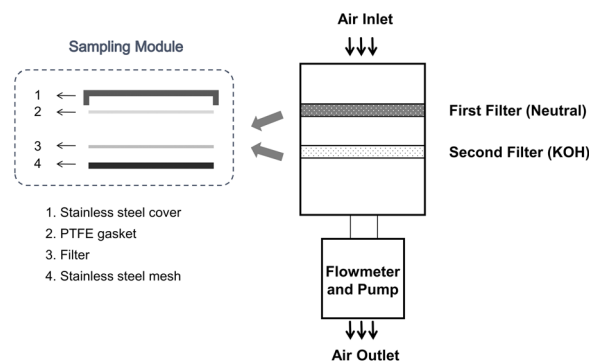 Air Inlet
Sampling Module
1
2
3
4
First Filter (Neutral)
Second Filter (KOH)
1. Stainless steel cover
2. PTFE gasket
3. Filter
4. Stainless steel mesh
Flowmeter
and Pump
Air Outlet